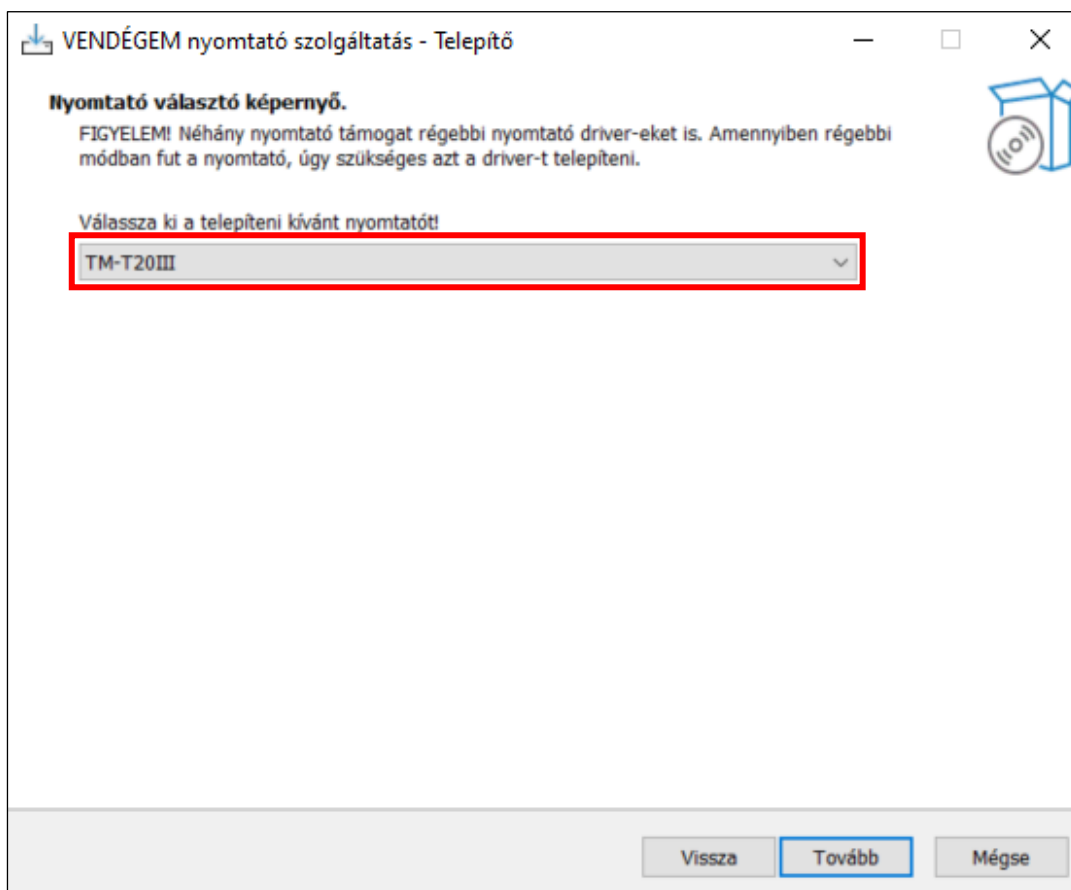 VENDÉGEM nyomtató szolgáltatás - Telepítő
Nyomtató választó képernyő.
FIGYELEM! Néhány nyomtató támogat régebbi nyomtató driver-eket is. Amennyiben régebbi
módban fut a nyomtató, úgy szükséges azt a driver-t telepíteni.
Válassza ki a telepíteni kívánt nyomtatót!
TM-T20III
Vissza Tovább Mégse